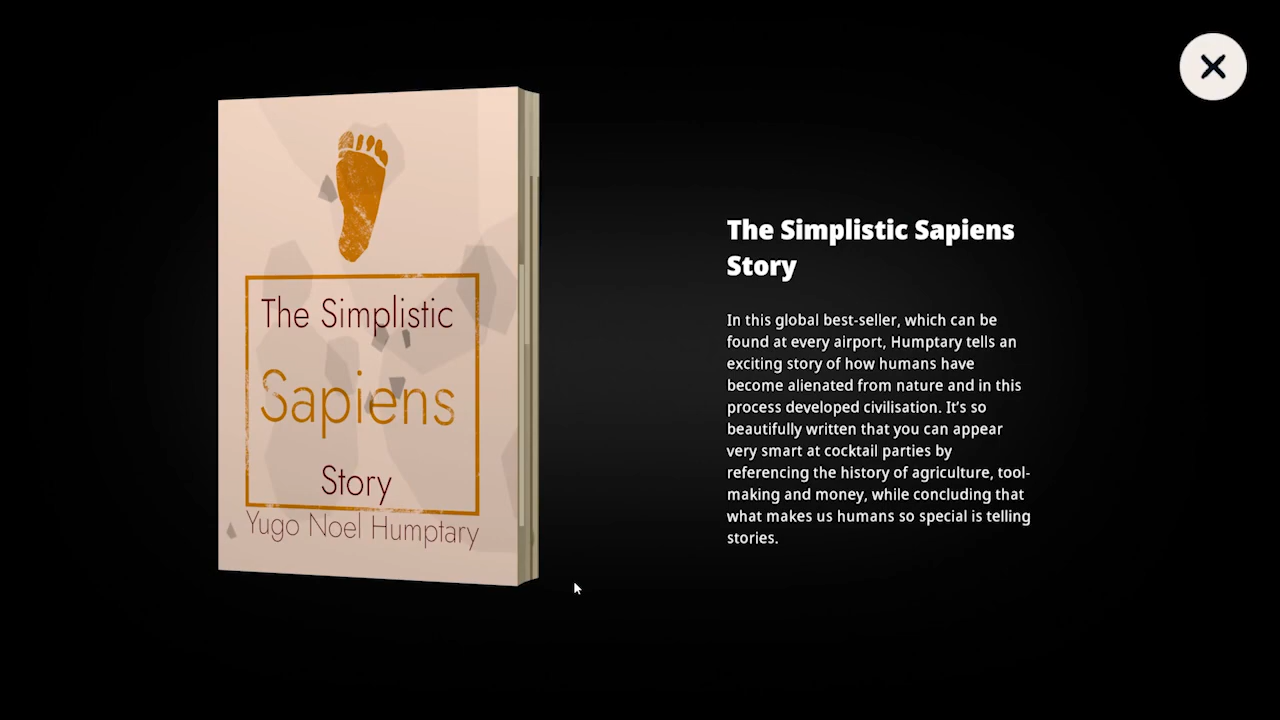 The Simplistic
Sapiens
Story
Yugo Noel Humptary
The Simplistic Sapiens
Story
In this global best-seller, which can be
found at every airport, Humptary tells an
exciting story of how humans have
become alienated from nature and in this
process developed civilisation. It’s so
beautifully written that you can appear
very smart at cocktail parties by
referencing the history of agriculture, tool-
making and money, while concluding that
what makes us humans so special is telling
stories.